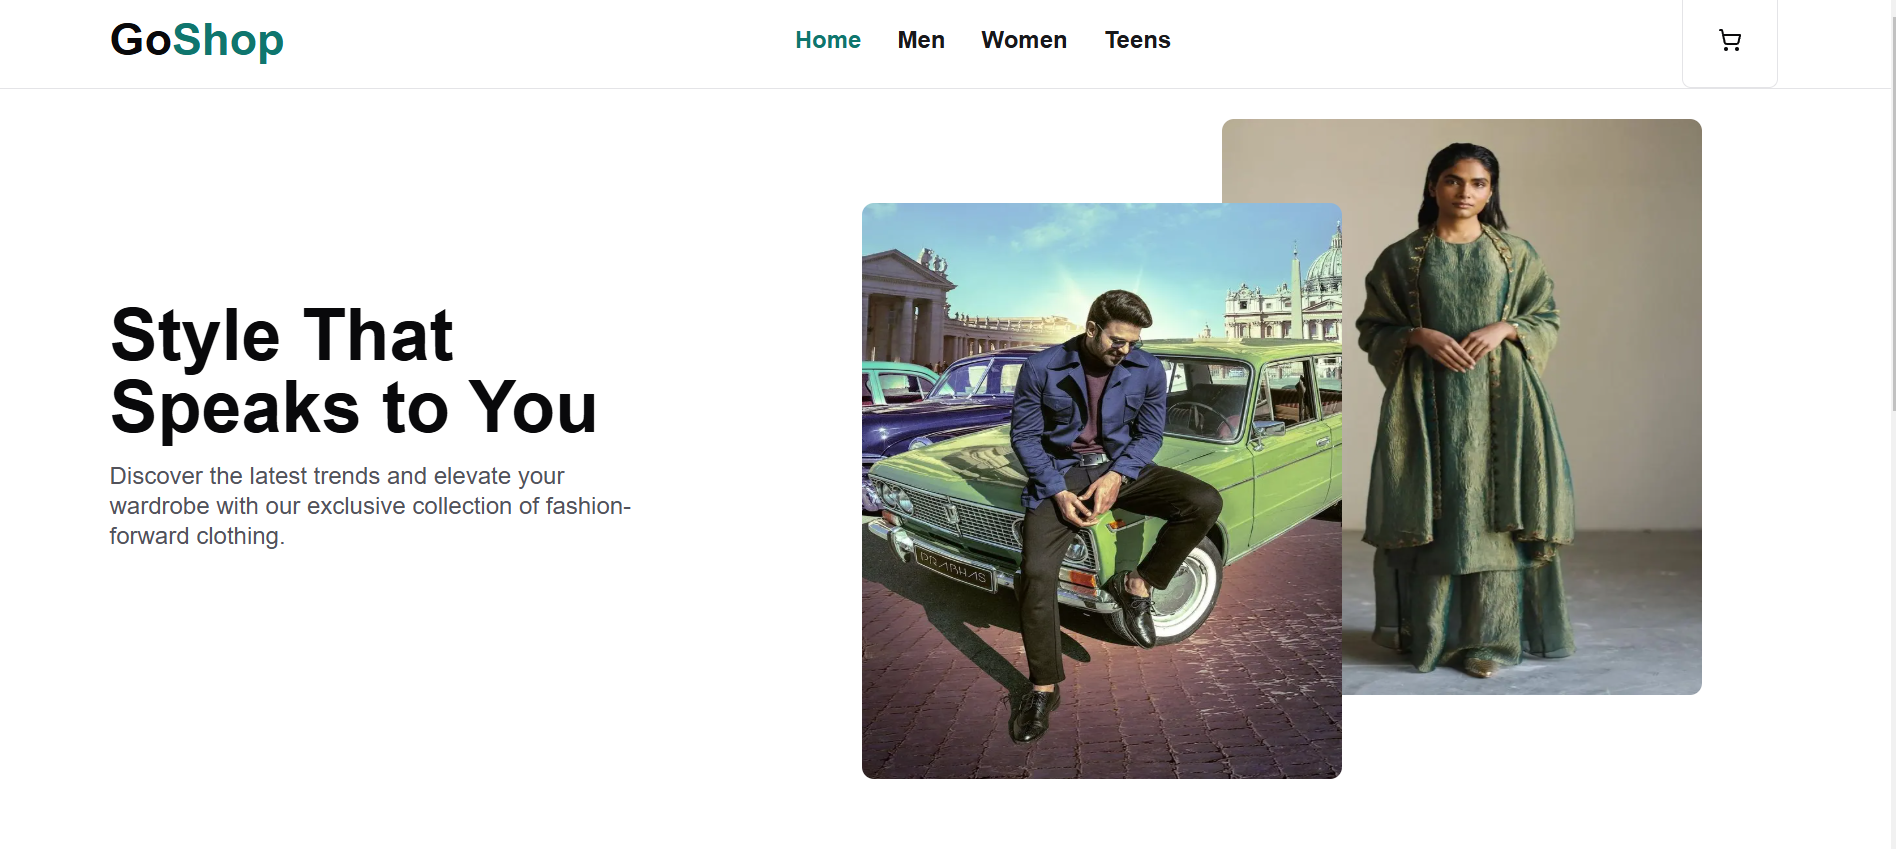 GoShop
Home Men Women Teens
Style That
Speaks to You
Discover the latest trends and elevate your
wardrobe with our exclusive collection of fashion-
forward clothing.
PRABHAS